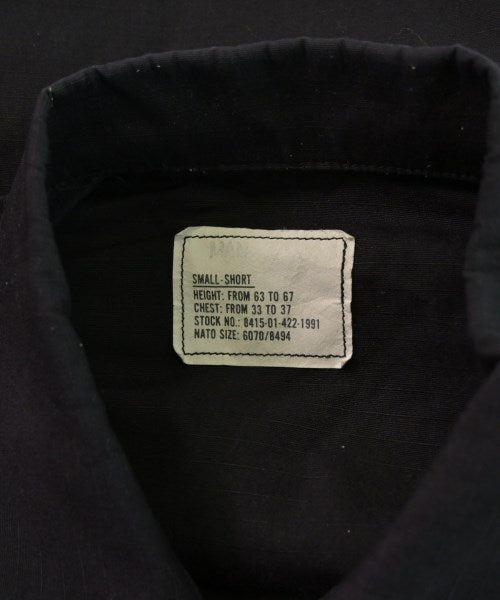 SMALL-SHORT
HEIGHT: FROM 63 TO 67
CHEST: FROM 33 TO 37
STOCK NO.: 8415-01-422-1991
NATO SIZE: 6070/8494